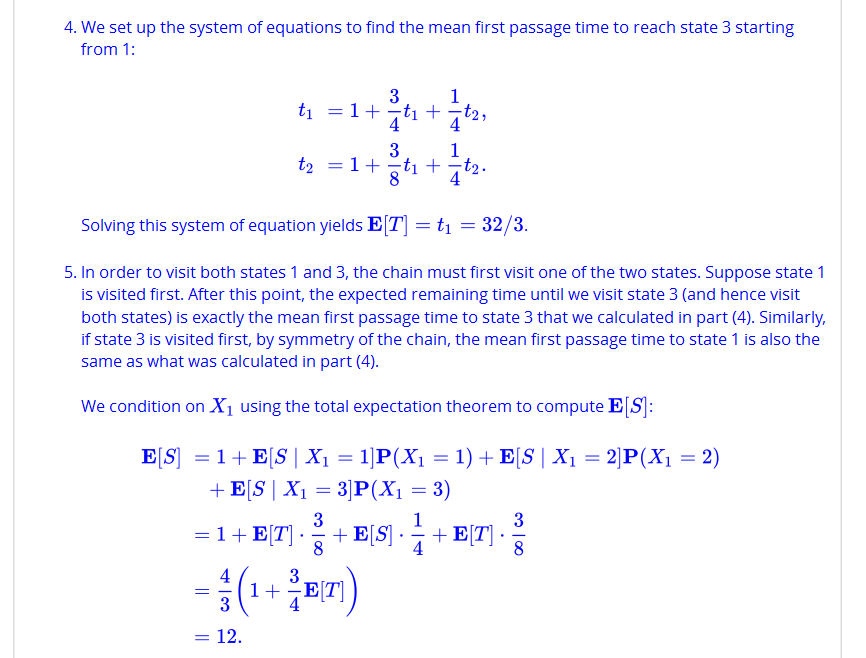 4. We set up the system of equations to find the mean first passage time to reach state 3 starting
from 1:
t₁ = 1 + 3/4 t₁ + 1/4 t₂,
t₂ = 1 + 3/8 t₁ + 1/4 t₂.
Solving this system of equation yields E[T] = t₁ = 32/3.
5. In order to visit both states 1 and 3, the chain must first visit one of the two states. Suppose state 1
is visited first. After this point, the expected remaining time until we visit state 3 (and hence visit
both states) is exactly the mean first passage time to state 3 that we calculated in part (4). Similarly,
if state 3 is visited first, by symmetry of the chain, the mean first passage time to state 1 is also the
same as what was calculated in part (4).
We condition on X₁ using the total expectation theorem to compute E[S]:
E[S] = 1 + E[S | X₁ = 1]P(X₁ = 1) + E[S | X₁ = 2]P(X₁ = 2)
+ E[S | X₁ = 3]P(X₁ = 3)
= 1 + E[T] · 3/8 + E[S] · 1/4 + E[T] · 3/8
= 4/3 (1 + 3/4 E[T])
= 12.